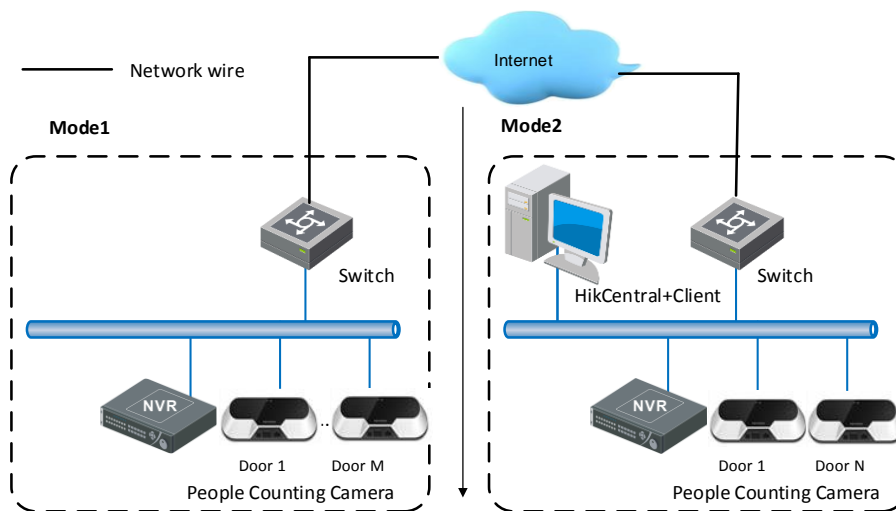 Internet
Network wire
Mode1
Mode2
Switch
HikCentral+Client
Switch
NVR
..
NVR
Door 1
Door M
Door 1
Door N
People Counting Camera
People Counting Camera